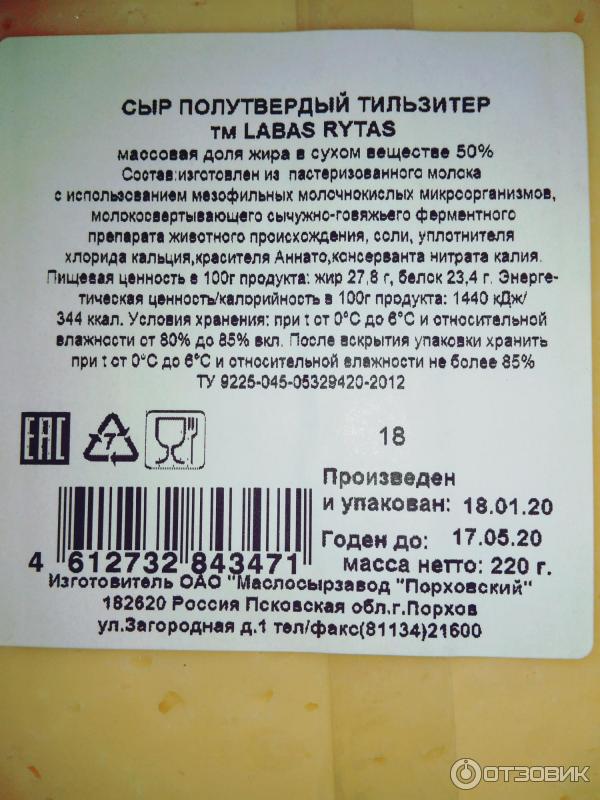 СЫР ПОЛУТВЕРДЫЙ ТИЛЬЗИТЕР
тм LABAS RYTAS
массовая доля жира в сухом веществе 50%
Состав:изготовлен из пастеризованного молока
с использованием мезофильных молочнокислых микроорганизмов,
молокосвертывающего сычужно-говяжьего ферментного
препарата животного происхождения, соли, уплотнителя
хлорида кальция,красителя Аннато,консерванта нитрата калия.
Пищевая ценность в 100г продукта: жир 27,8 г, белок 23,4 г. Энерге-
тическая ценность/калорийность в 100г продукта: 1440 кДж/
344 ккал. Условия хранения: при t от 0°С до 6°С и относительной
влажности от 80% до 85% вкл. После вскрытия упаковки хранить
при t от 0°С до 6°С и относительной влажности не более 85%
ТУ 9225-045-05329420-2012
EAC
7
18
Произведен
и упакован: 18.01.20
Годен до: 17.05.20
масса нетто: 220 г.
4 612732 843471
Изготовитель ОАО "Маслосырзавод "Порховский"
182620 Россия Псковская обл.г.Порхов
ул.Загородная д.1 тел/факс(81134)21600
ОТЗОВИК